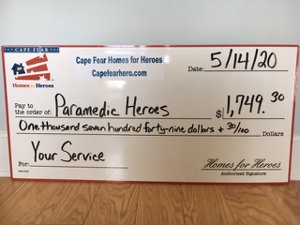 CAPE FEAR
Homes for Heroes
Cape Fear Homes for Heroes
Capefearhero.com
Date: 5/14/20
Pay to the order of: Paramedic Heroes $1,749.30
One thousand seven hundred forty-nine dollars + 30/100 Dollars
For: Your Service
Homes for Heroes
Authorized Signature